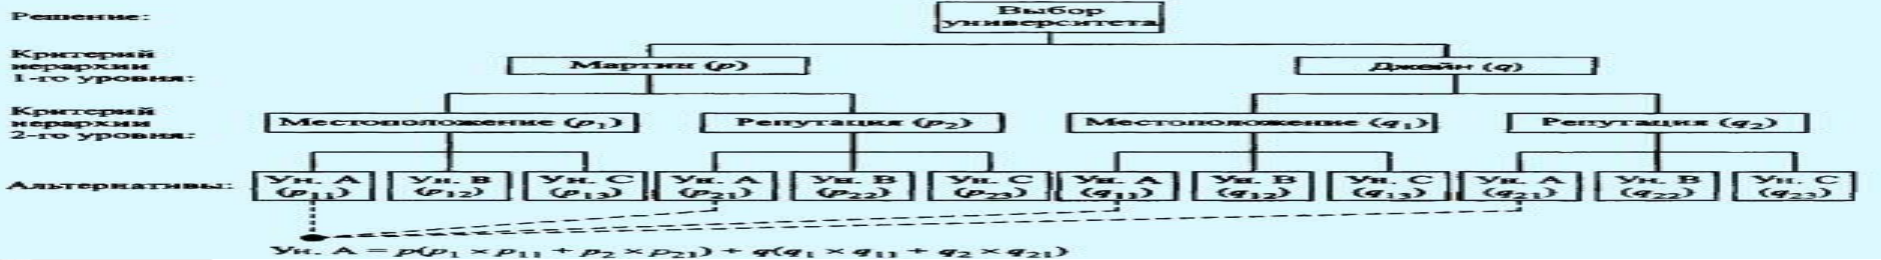 Решение:
Выбор
университета
Критерий
иерархии
1-го уровня:
Мартин (p)
Джейн (q)
Критерий
иерархии
2-го уровня:
Местоположение (p₁)
Репутация (p₂)
Местоположение (q₁)
Репутация (q₂)
Альтернативы:
Ун. A
(p₁₁)
Ун. B
(p₁₂)
Ун. C
(p₁₃)
Ун. A
(p₂₁)
Ун. B
(p₂₂)
Ун. C
(p₂₃)
Ун. A
(q₁₁)
Ун. B
(q₁₂)
Ун. C
(q₁₃)
Ун. A
(q₂₁)
Ун. B
(q₂₂)
Ун. C
(q₂₃)
Ун. A = p(p₁ × p₁₁ + p₂ × p₂₁) + q(q₁ × q₁₁ + q₂ × q₂₁)